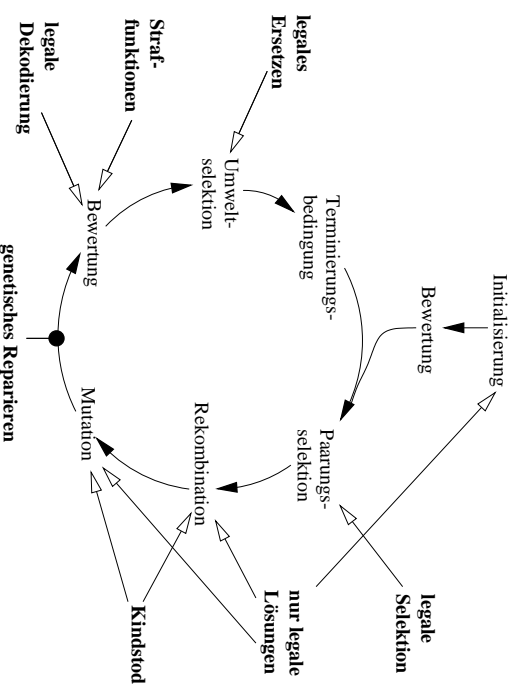 Initialisierung
Bewertung
legale
Selektion
legales
Ersetzen
Terminierungs-
bedingung
Paarungs-
selektion
nur legale
Lösungen
Umwelt-
selektion
Rekombination
Straf-
funktionen
Kindstod
legale
Dekodierung
Bewertung
Mutation
genetisches Reparieren